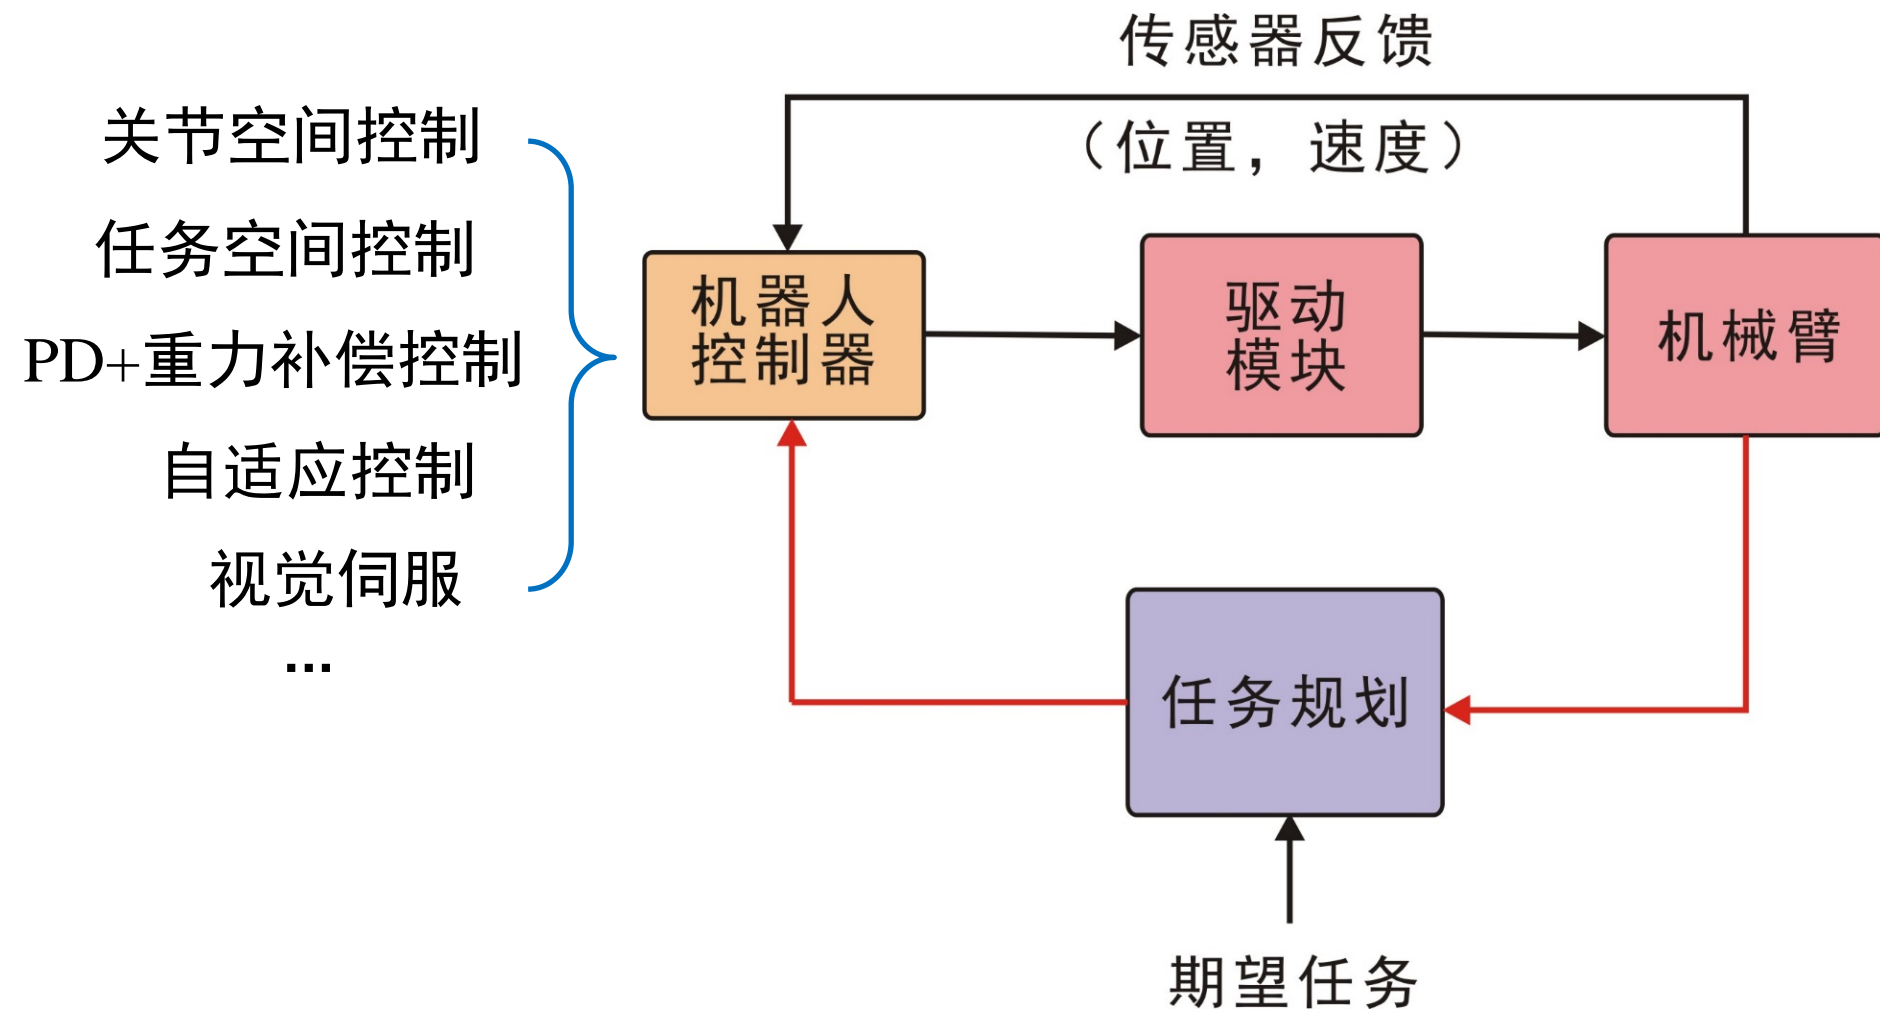 关节空间控制
任务空间控制
PD+重力补偿控制
自适应控制
视觉伺服
...
传感器反馈
（位置，速度）
机器人
控制器
驱动
模块
机械臂
任务规划
期望任务